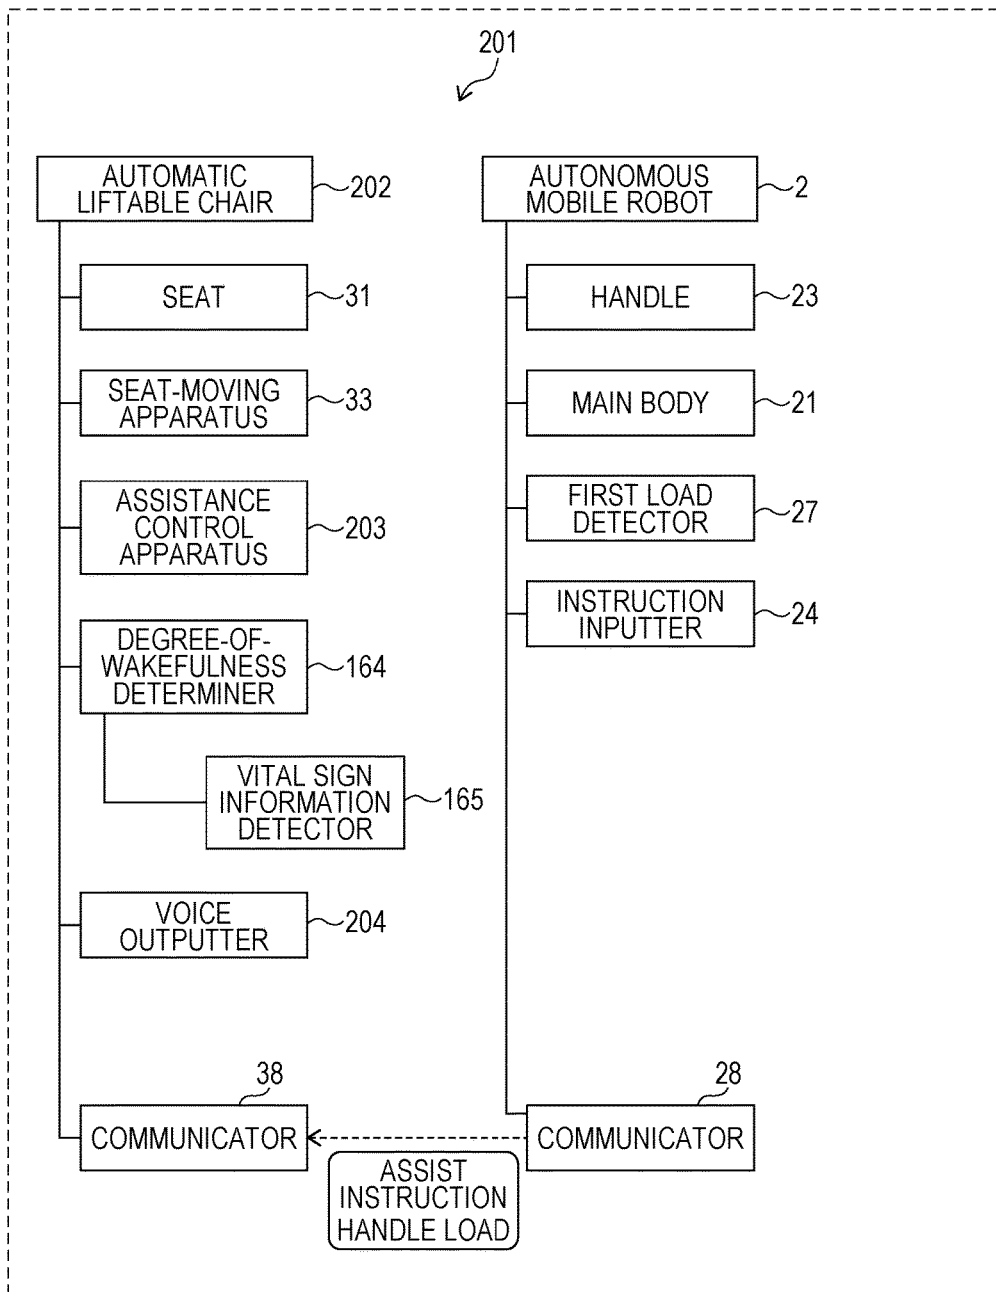 201
AUTOMATIC
LIFTABLE CHAIR
202
SEAT
31
SEAT-MOVING
APPARATUS
33
ASSISTANCE
CONTROL
APPARATUS
203
DEGREE-OF-
WAKEFULNESS
DETERMINER
164
VITAL SIGN
INFORMATION
DETECTOR
165
VOICE
OUTPUTTER
204
38
COMMUNICATOR
AUTONOMOUS
MOBILE ROBOT
2
HANDLE
23
MAIN BODY
21
FIRST LOAD
DETECTOR
27
INSTRUCTION
INPUTTER
24
28
COMMUNICATOR
ASSIST
INSTRUCTION
HANDLE LOAD